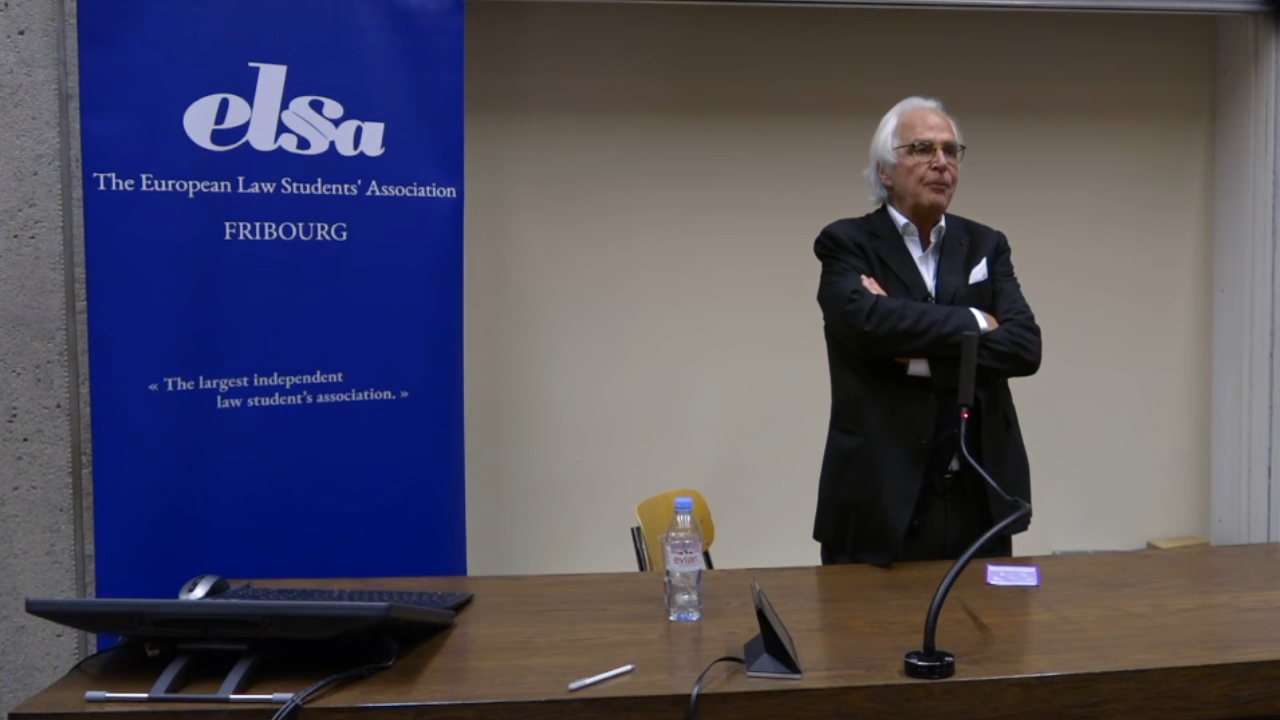 elsa
The European Law Students' Association
FRIBOURG
« The largest independent
law student's association. »
evian